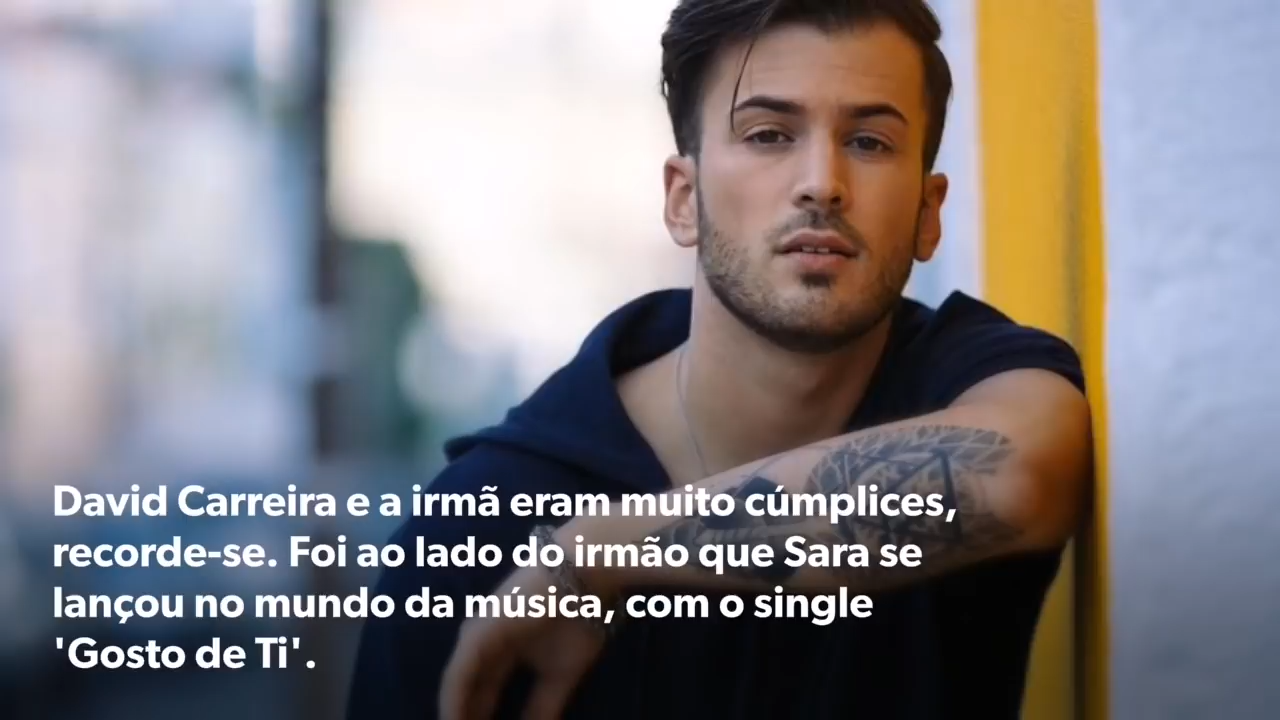 David Carreira e a irmã eram muito cúmplices,
recorde-se. Foi ao lado do irmão que Sara se
lançou no mundo da música, com o single
'Gosto de Ti'.